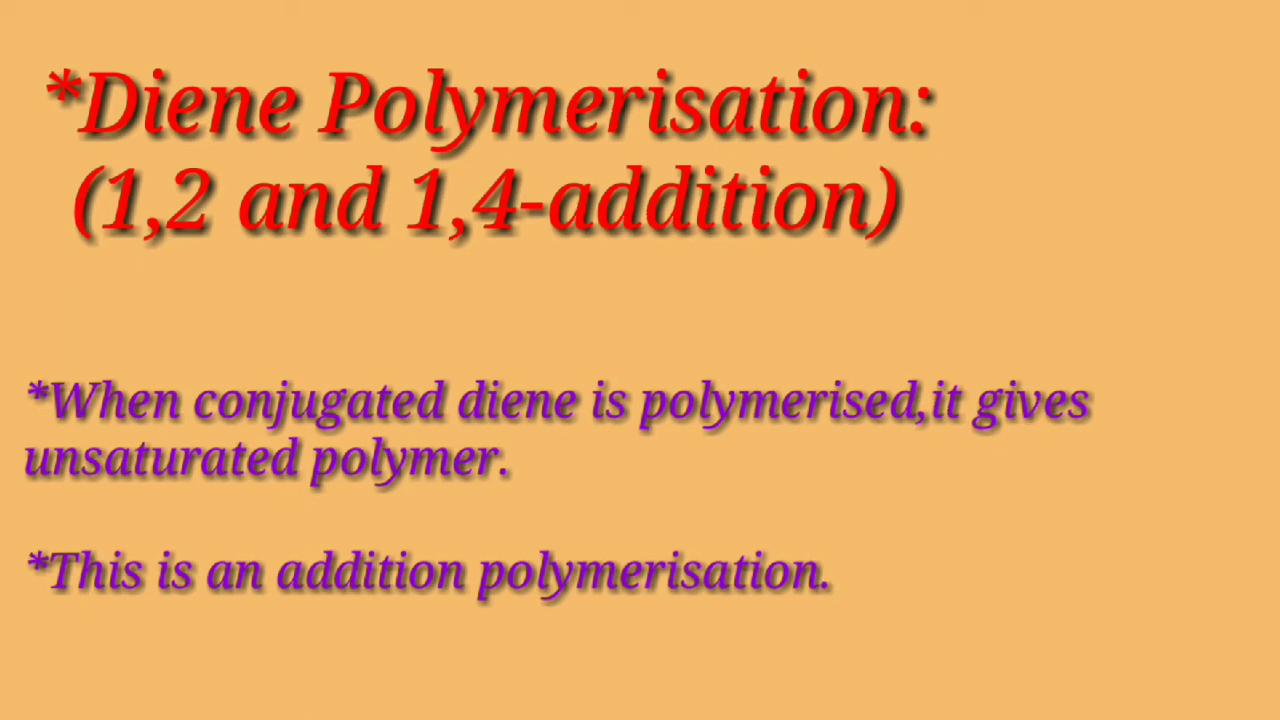 *Diene Polymerisation:
(1,2 and 1,4-addition)
*When conjugated diene is polymerised,it gives
unsaturated polymer.
*This is an addition polymerisation.